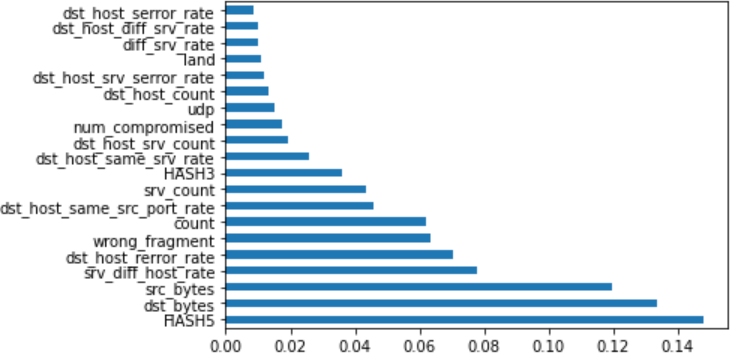 dst_host_serror_rate
dst_host_diff_srv_rate
diff_srv_rate
land
dst_host_srv_serror_rate
dst_host_count
udp
num_compromised
dst_host_srv_count
dst_host_same_srv_rate
HASH3
srv_count
dst_host_same_src_port_rate
count
wrong_fragment
dst_host_rerror_rate
srv_diff_host_rate
src_bytes
dst_bytes
HASH5
0.00 0.02 0.04 0.06 0.08 0.10 0.12 0.14